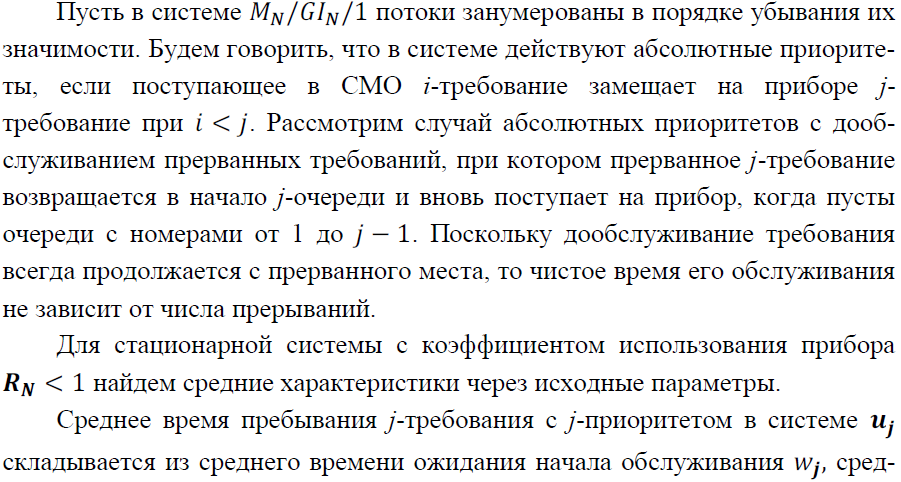 Пусть в системе M_N/GI_N/1 потоки занумерованы в порядке убывания их
значимости. Будем говорить, что в системе действуют абсолютные приорите-
ты, если поступающее в СМО i-требование замещает на приборе j-
требование при i < j. Рассмотрим случай абсолютных приоритетов с дооб-
служиванием прерванных требований, при котором прерванное j-требование
возвращается в начало j-очереди и вновь поступает на прибор, когда пусты
очереди с номерами от 1 до j − 1. Поскольку дообслуживание требования
всегда продолжается с прерванного места, то чистое время его обслуживания
не зависит от числа прерываний.
Для стационарной системы с коэффициентом использования прибора
R_N < 1 найдем средние характеристики через исходные параметры.
Среднее время пребывания j-требования с j-приоритетом в системе u_j
складывается из среднего времени ожидания начала обслуживания w_j, сред-